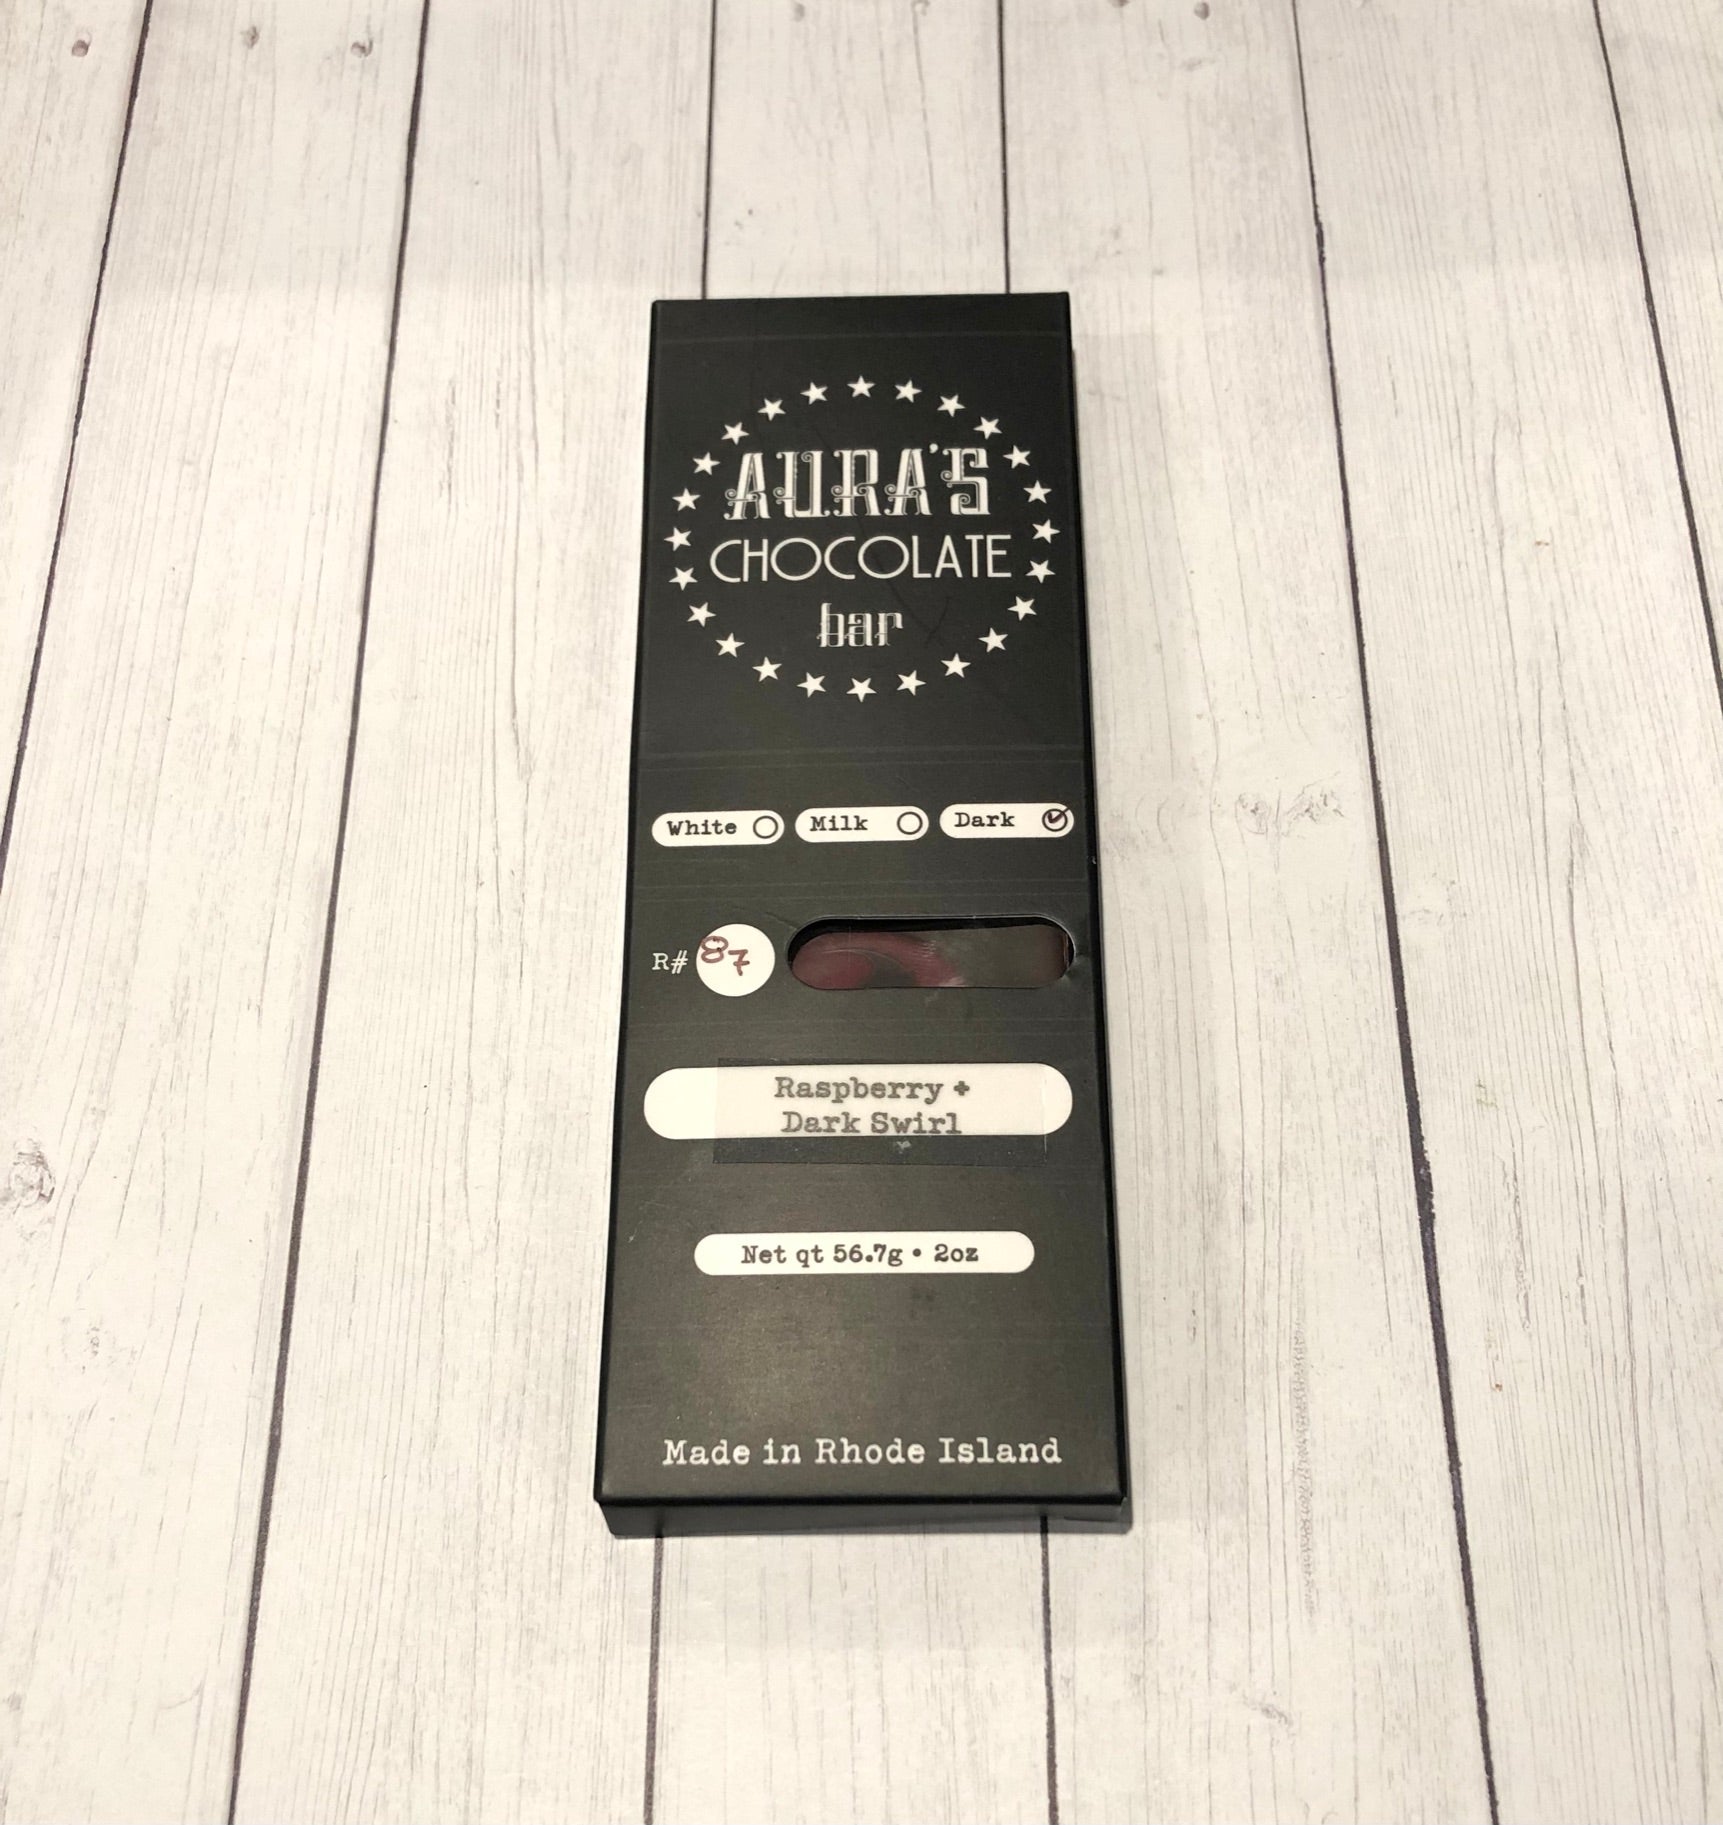 AURA'S
CHOCOLATE
bar
White Milk Dark
R# 87
Raspberry +
Dark Swirl
Net qt 56.7g • 2oz
Made in Rhode Island